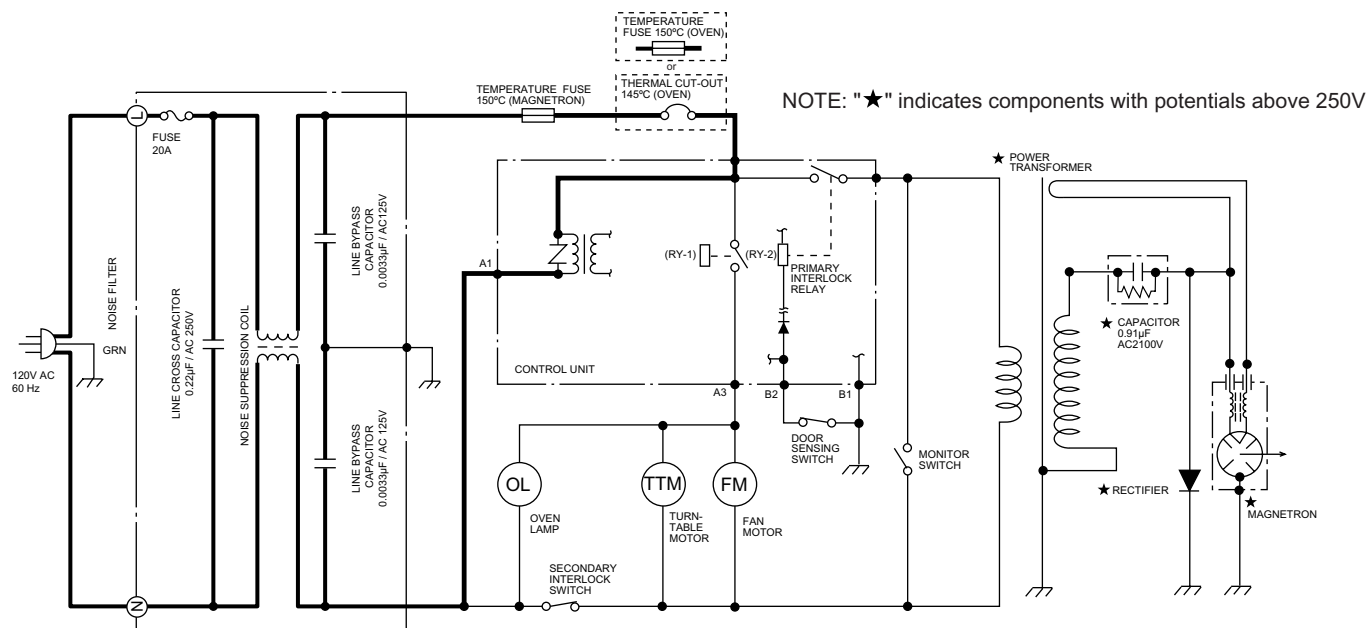 TEMPERATURE
FUSE 150ºC (OVEN)
or
THERMAL CUT-OUT
145ºC (OVEN)
TEMPERATURE FUSE
150ºC (MAGNETRON)
NOTE: "★" indicates components with potentials above 250V
L
FUSE
20A
NOISE FILTER
GRN
120V AC
60 Hz
LINE CROSS CAPACITOR
0.22µF / AC 250V
NOISE SUPPRESSION COIL
LINE BYPASS
CAPACITOR
0.0033µF / AC125V
LINE BYPASS
CAPACITOR
0.0033µF / AC 125V
N
A1
(RY-1)
(RY-2)
PRIMARY
INTERLOCK
RELAY
CONTROL UNIT
A3
B2
B1
DOOR
SENSING
SWITCH
MONITOR
SWITCH
OL
OVEN
LAMP
TTM
TURN-
TABLE
MOTOR
FM
FAN
MOTOR
SECONDARY
INTERLOCK
SWITCH
★ POWER
TRANSFORMER
★ CAPACITOR
0.91µF
AC2100V
★ RECTIFIER
★
MAGNETRON